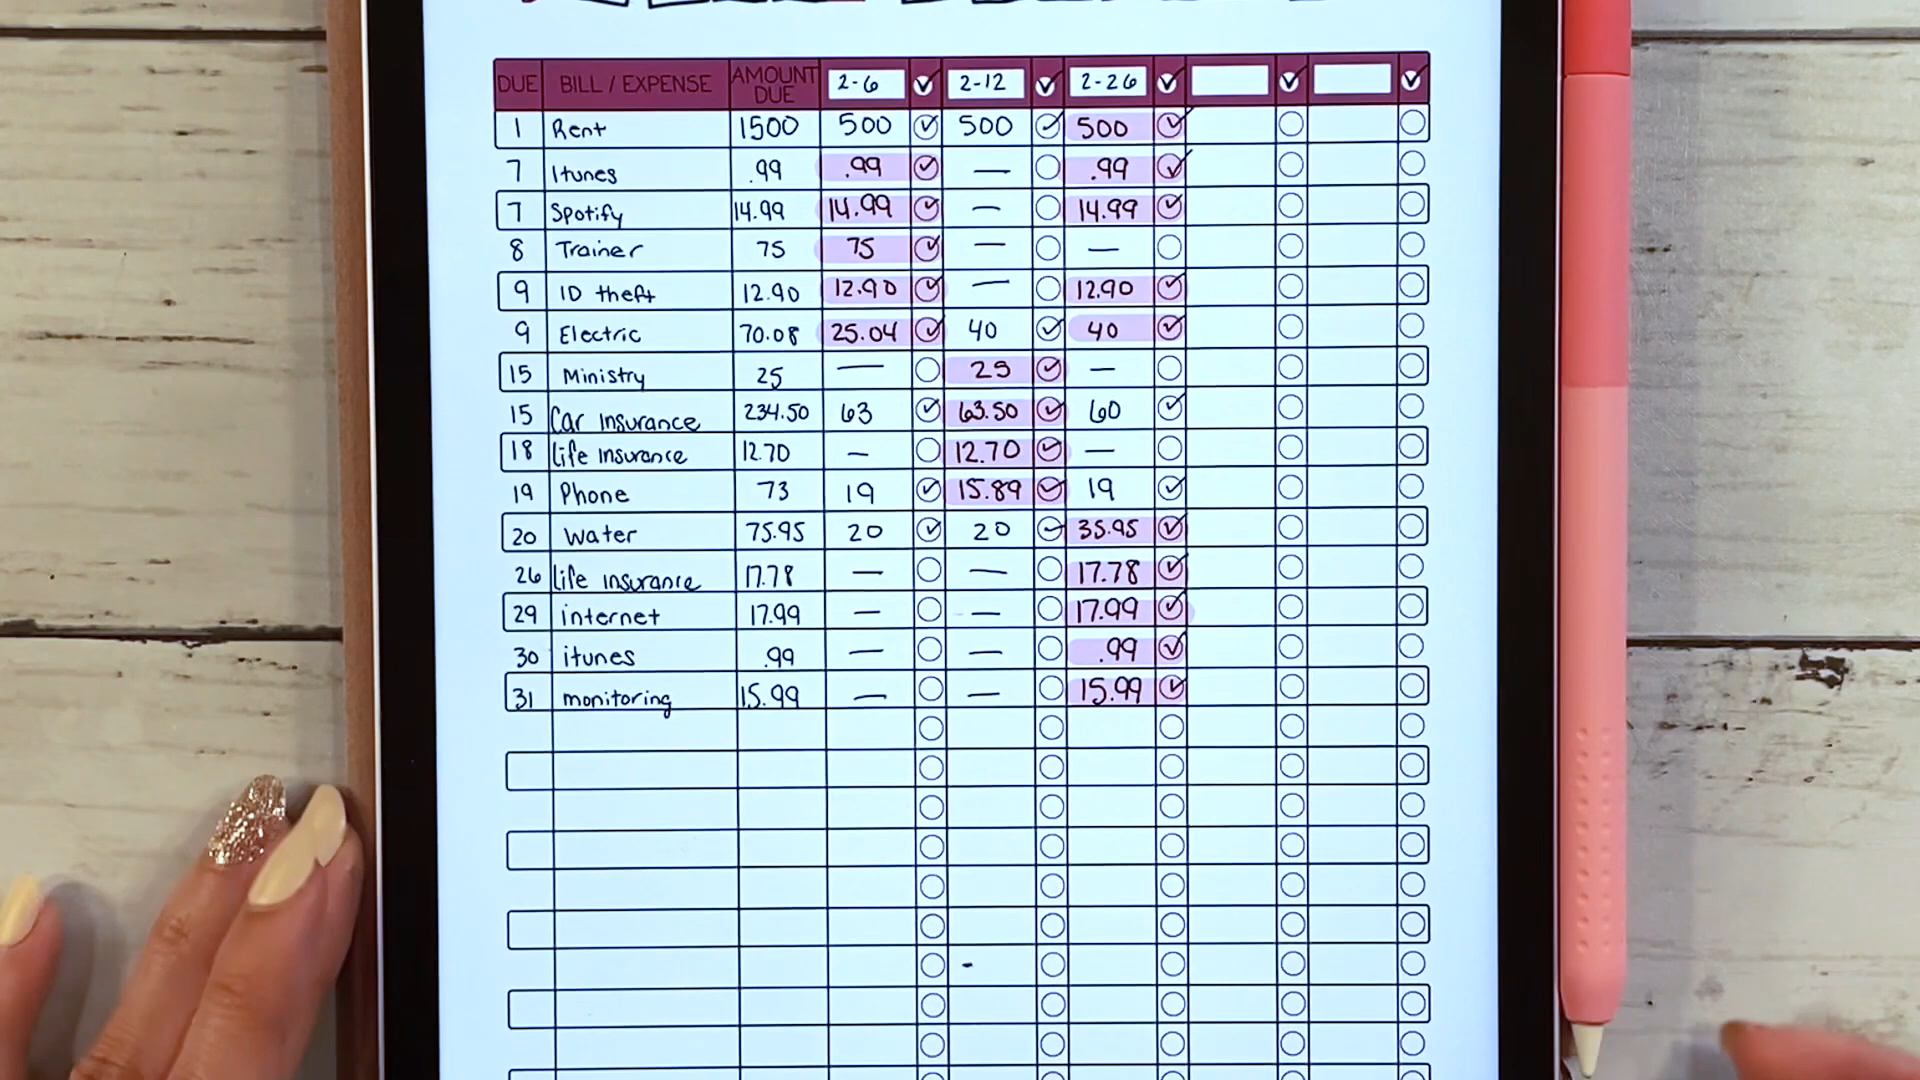 DUE BILL / EXPENSE AMOUNT DUE 2-6 2-12 2-26
1 Rent 1500 500 500 500
7 Itunes .99 .99 — .99
7 Spotify 14.99 14.99 — 14.99
8 Trainer 75 75 — —
9 ID theft 12.90 12.90 — 12.90
9 Electric 70.08 25.04 40 40
15 Ministry 25 — 25 —
15 Car Insurance 234.50 63 63.50 60
18 Life Insurance 12.70 — 12.70 —
19 Phone 73 19 15.89 19
20 Water 75.95 20 20 35.95
26 Life insurance 17.78 — — 17.78
29 internet 17.99 — — 17.99
30 itunes .99 — — .99
31 monitoring 15.99 — — 15.99